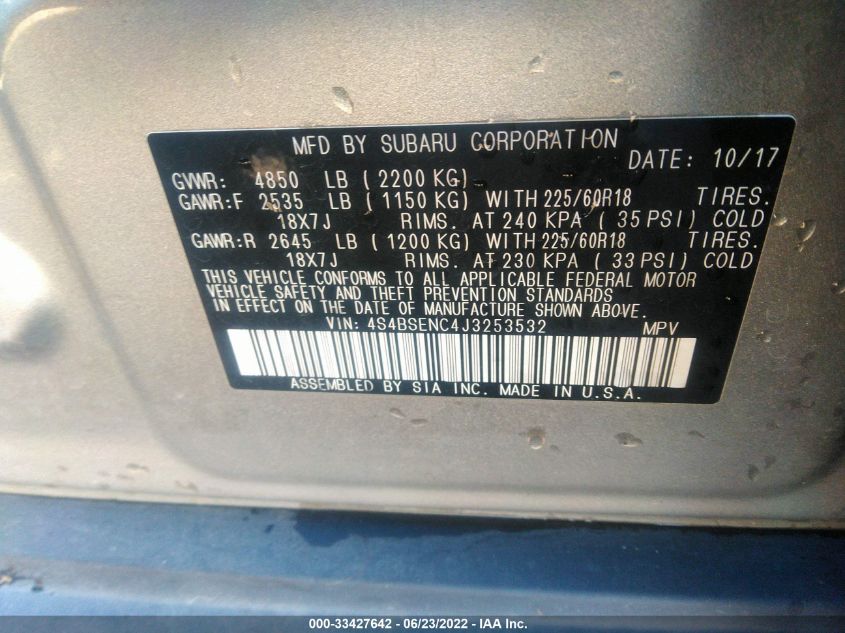 MFD BY SUBARU CORPORATION
DATE: 10/17
GVWR: 4850 LB (2200 KG)
GAWR:F 2535 LB (1150 KG) WITH 225/60R18 TIRES.
18X7J RIMS. AT 240 KPA (35 PSI) COLD
GAWR:R 2645 LB (1200 KG) WITH 225/60R18 TIRES.
18X7J RIMS. AT 230 KPA (33 PSI) COLD
THIS VEHICLE CONFORMS TO ALL APPLICABLE FEDERAL MOTOR
VEHICLE SAFETY AND THEFT PREVENTION STANDARDS
IN EFFECT ON THE DATE OF MANUFACTURE SHOWN ABOVE.
VIN: 4S4BSENC4J3253532 MPV
ASSEMBLED BY SIA INC. MADE IN U.S.A.
000-33427642 - 06/23/2022 - IAA Inc.